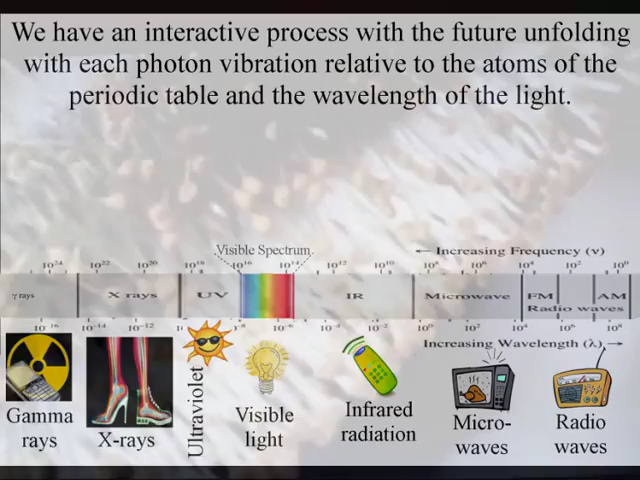 We have an interactive process with the future unfolding
with each photon vibration relative to the atoms of the
periodic table and the wavelength of the light.
Visible Spectrum
← Increasing Frequency (ν)
10²⁴ 10²² 10²⁰ 10¹⁸ 10¹⁶ 10¹⁴ 10¹² 10¹⁰ 10⁸ 10⁶ 10⁴ 10² 10⁰
γ rays X rays UV IR Microwave FM AM
Radio waves
10⁻¹⁶ 10⁻¹⁴ 10⁻¹² 10⁻⁸ 10⁻⁶ 10⁻⁴ 10⁻² 10⁰ 10² 10⁴ 10⁶ 10⁸
Increasing Wavelength (λ) →
Gamma
rays
X-rays
Ultraviolet
Visible
light
Infrared
radiation
Micro-
waves
Radio
waves